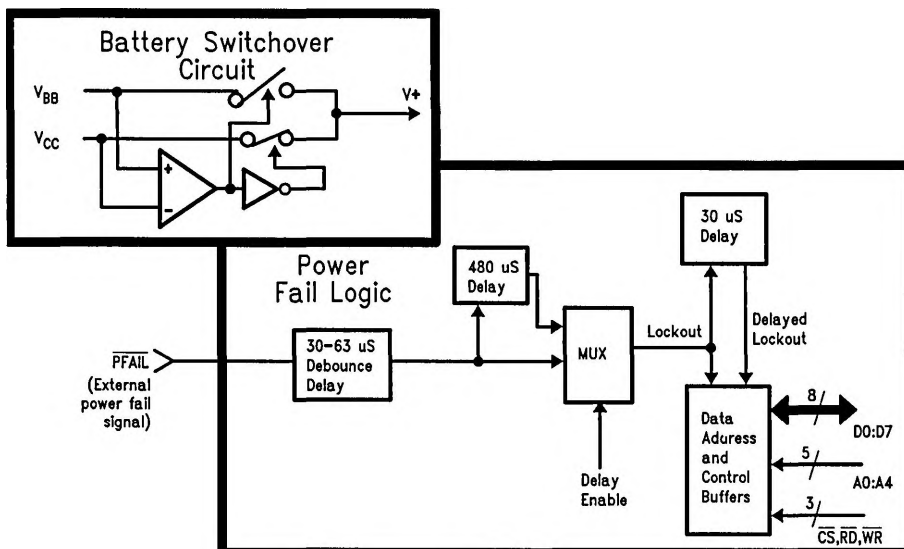 Battery Switchover
Circuit
VBB
VCC
V+
+
-
Power
Fail Logic
480 uS
Delay
30 uS
Delay
PFAIL
(External
power fail
signal)
30-63 uS
Debounce
Delay
MUX
Lockout
Delayed
Lockout
Delay
Enable
Data
Aduress
and
Control
Buffers
8
D0:D7
5
A0:A4
3
CS,RD,WR